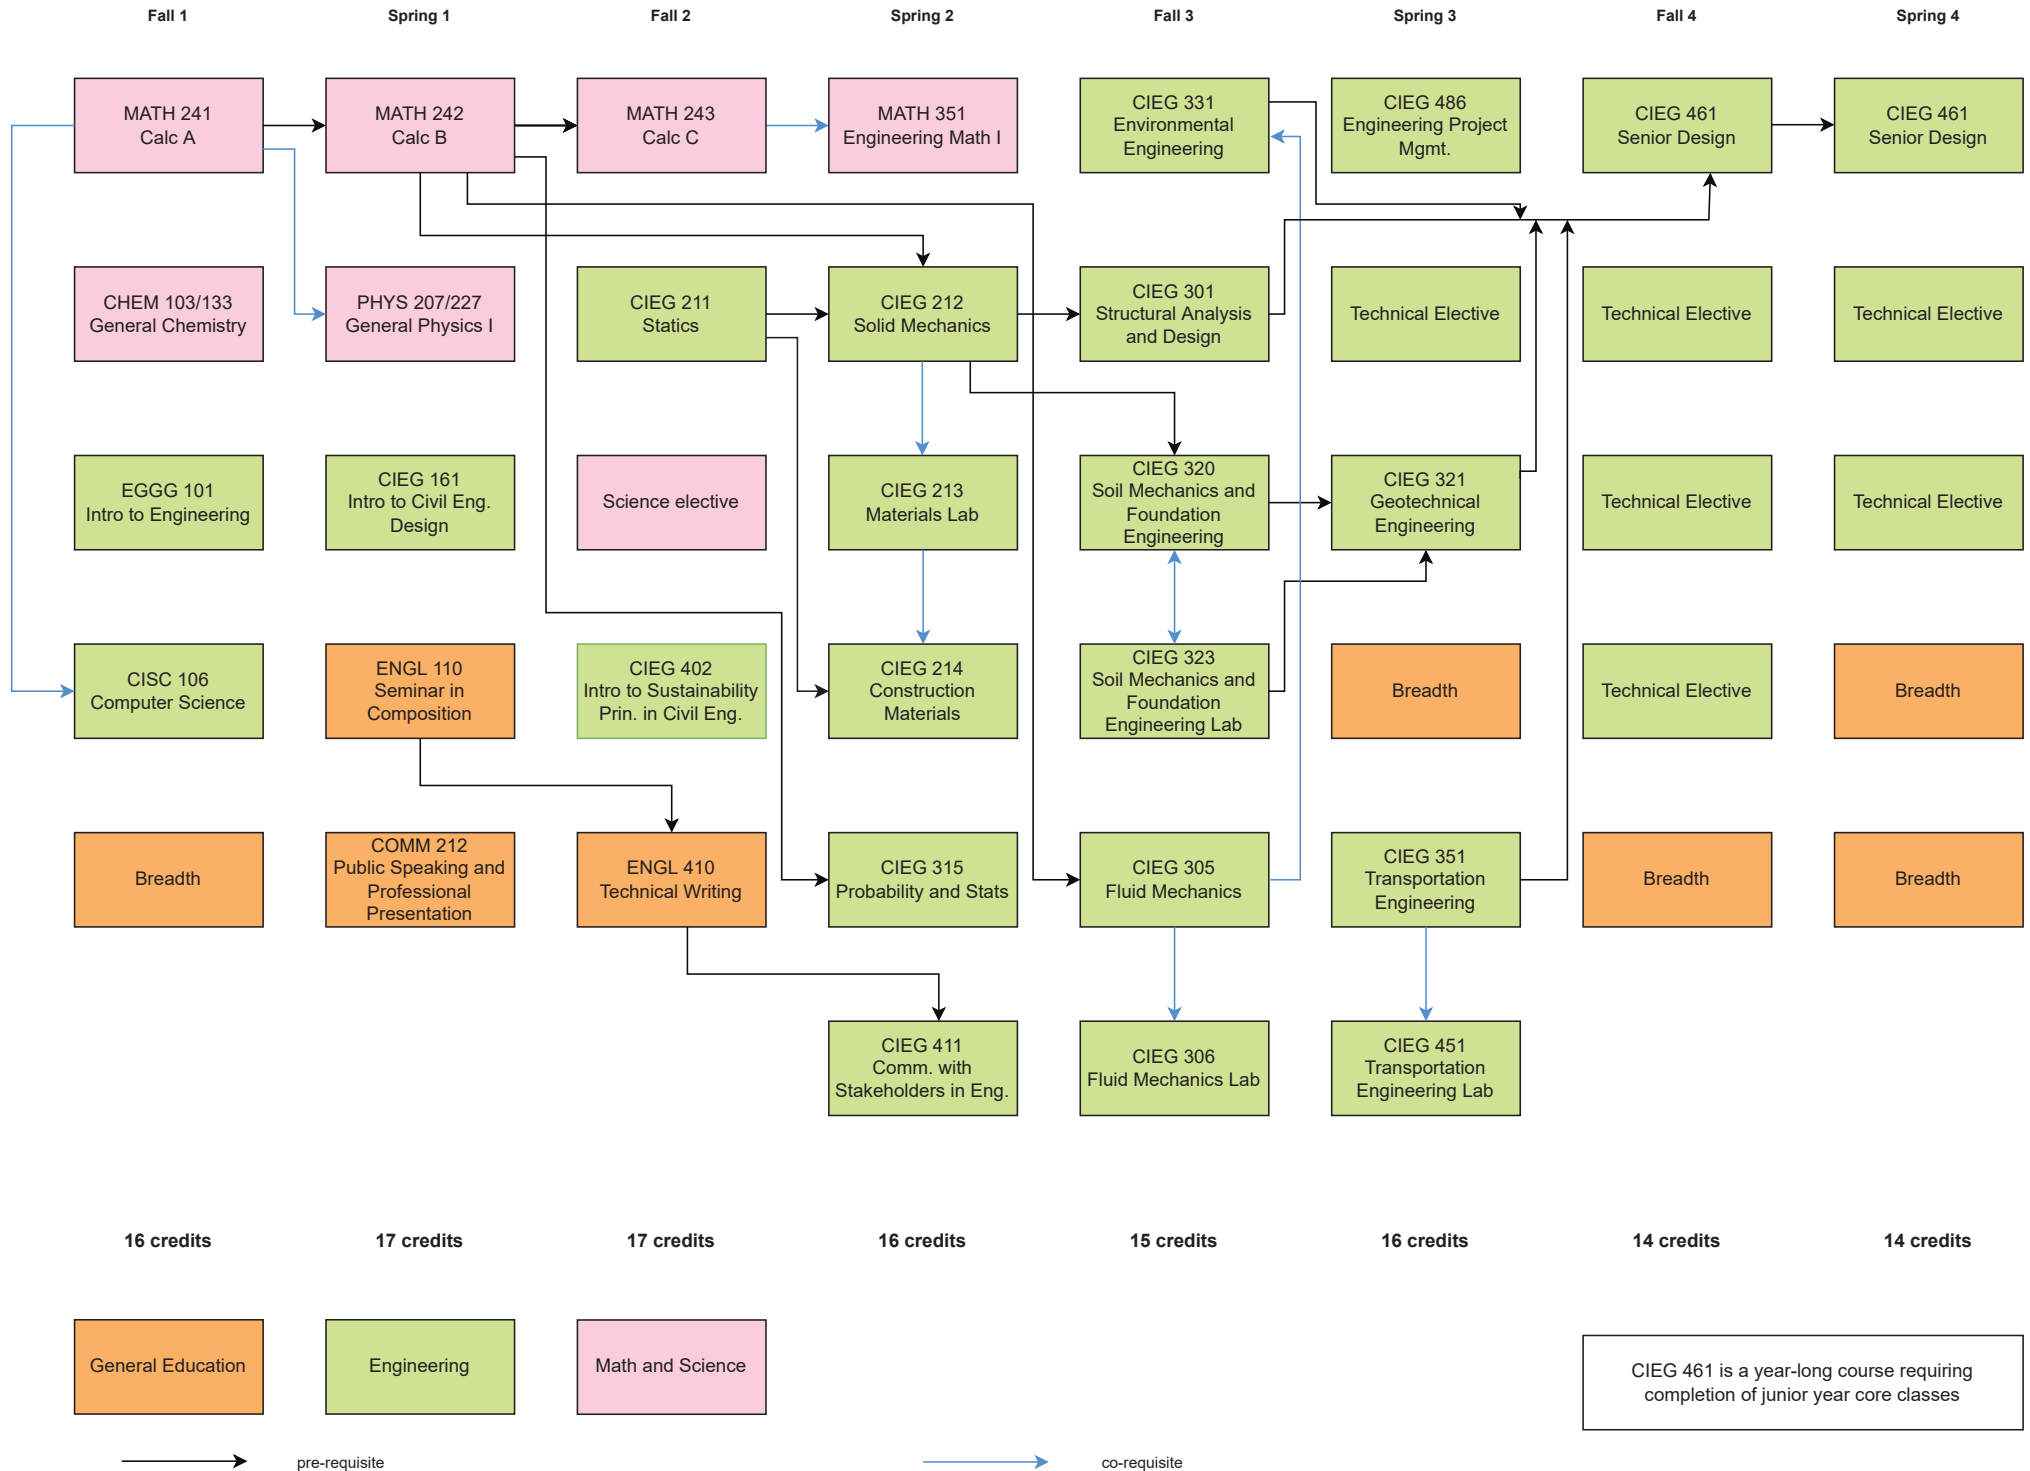 Fall 1
Spring 1
Fall 2
Spring 2
Fall 3
Spring 3
Fall 4
Spring 4
MATH 241
Calc A
MATH 242
Calc B
MATH 243
Calc C
MATH 351
Engineering Math I
CIEG 331
Environmental
Engineering
CIEG 486
Engineering Project
Mgmt.
CIEG 461
Senior Design
CIEG 461
Senior Design
CHEM 103/133
General Chemistry
PHYS 207/227
General Physics I
CIEG 211
Statics
CIEG 212
Solid Mechanics
CIEG 301
Structural Analysis
and Design
Technical Elective
Technical Elective
Technical Elective
EGGG 101
Intro to Engineering
CIEG 161
Intro to Civil Eng.
Design
Science elective
CIEG 213
Materials Lab
CIEG 320
Soil Mechanics and
Foundation
Engineering
CIEG 321
Geotechnical
Engineering
Technical Elective
Technical Elective
CISC 106
Computer Science
ENGL 110
Seminar in
Composition
CIEG 402
Intro to Sustainability
Prin. in Civil Eng.
CIEG 214
Construction
Materials
CIEG 323
Soil Mechanics and
Foundation
Engineering Lab
Breadth
Technical Elective
Breadth
Breadth
COMM 212
Public Speaking and
Professional
Presentation
ENGL 410
Technical Writing
CIEG 315
Probability and Stats
CIEG 305
Fluid Mechanics
CIEG 351
Transportation
Engineering
Breadth
Breadth
CIEG 411
Comm. with
Stakeholders in Eng.
CIEG 306
Fluid Mechanics Lab
CIEG 451
Transportation
Engineering Lab
16 credits
17 credits
17 credits
16 credits
15 credits
16 credits
14 credits
14 credits
General Education
Engineering
Math and Science
CIEG 461 is a year-long course requiring
completion of junior year core classes
pre-requisite
co-requisite